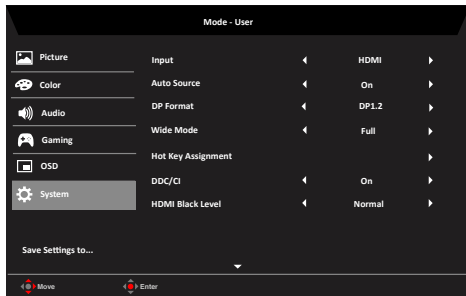 Mode - User
Picture
Color
Audio
Gaming
OSD
System
Input HDMI
Auto Source On
DP Format DP1.2
Wide Mode Full
Hot Key Assignment
DDC/CI On
HDMI Black Level Normal
Save Settings to...
Move Enter